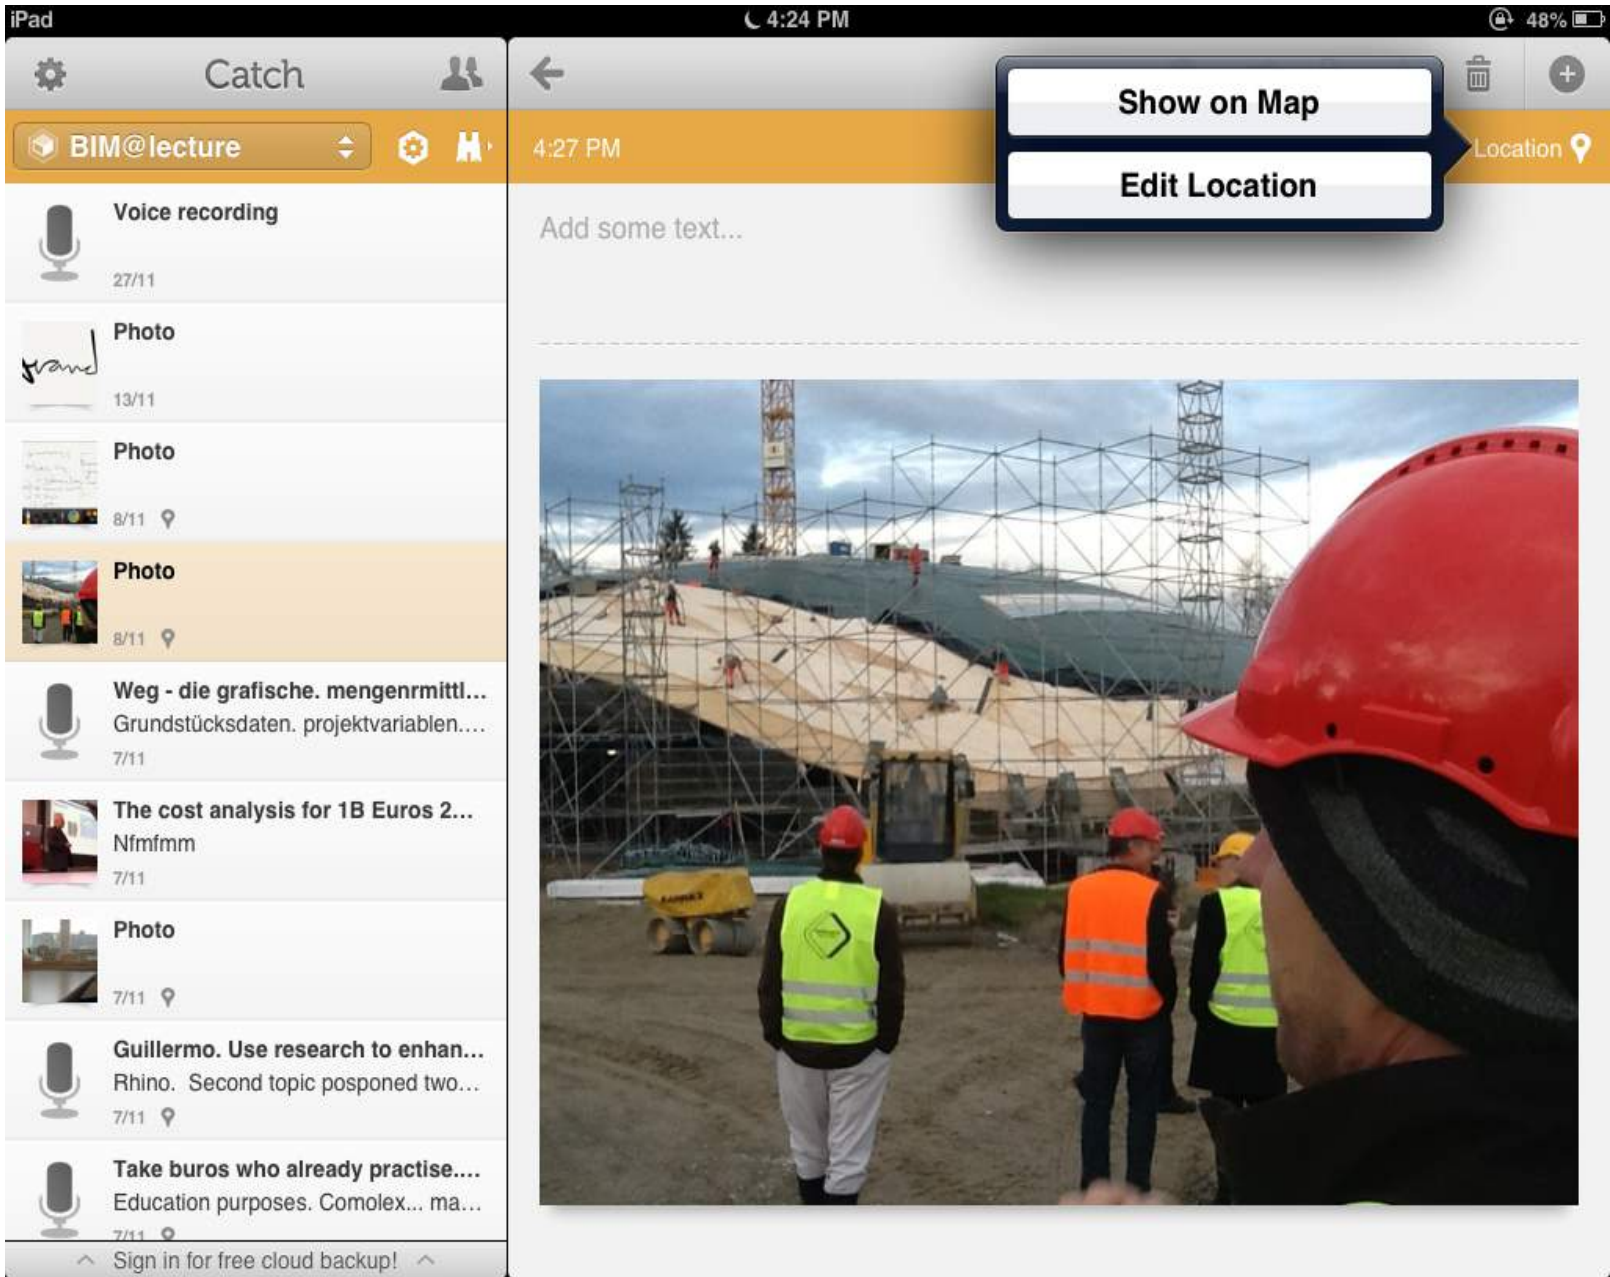 iPad
4:24 PM
48%
Catch
BIM@lecture
Voice recording
27/11
Photo
13/11
Photo
8/11
Photo
8/11
Weg - die grafische. mengenrmittl...
Grundstücksdaten. projektvariablen....
7/11
The cost analysis for 1B Euros 2...
Nfmfmm
7/11
Photo
7/11
Guillermo. Use research to enhan...
Rhino. Second topic posponed two...
7/11
Take buros who already practise....
Education purposes. Comolex... ma...
7/11
Sign in for free cloud backup!
4:27 PM
Show on Map
Edit Location
Location
Add some text...